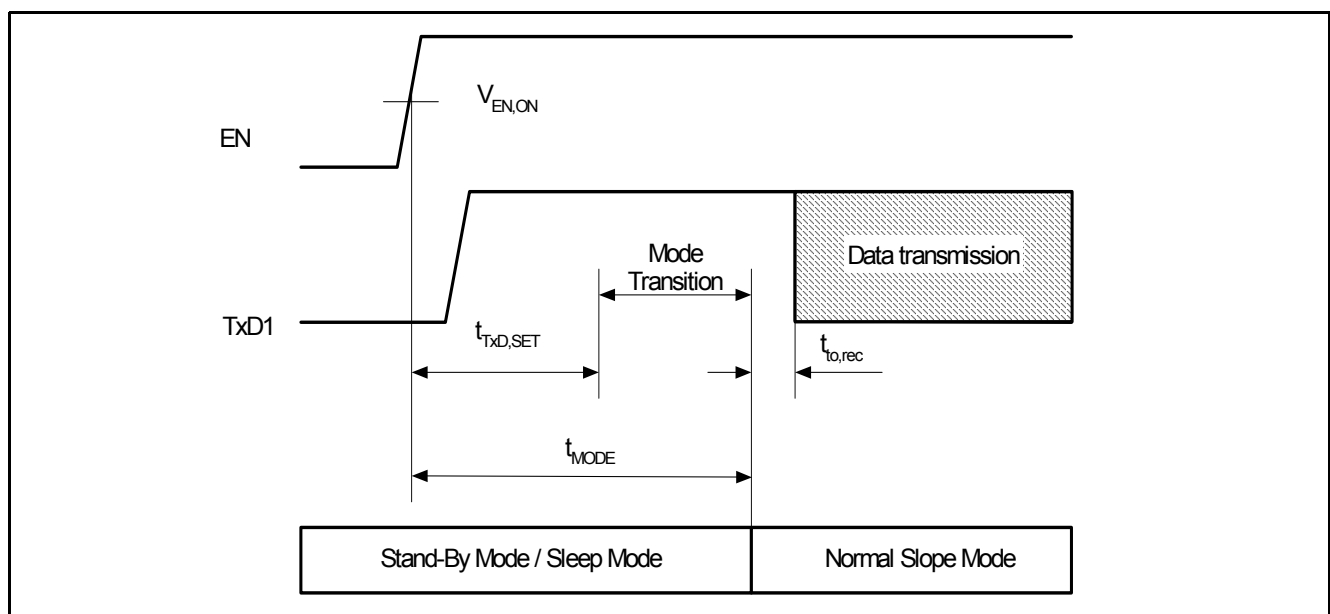 V_EN,ON
EN
Mode
Transition
Data transmission
TxD1
t_TxD,SET
t_to,rec
t_MODE
Stand-By Mode / Sleep Mode
Normal Slope Mode